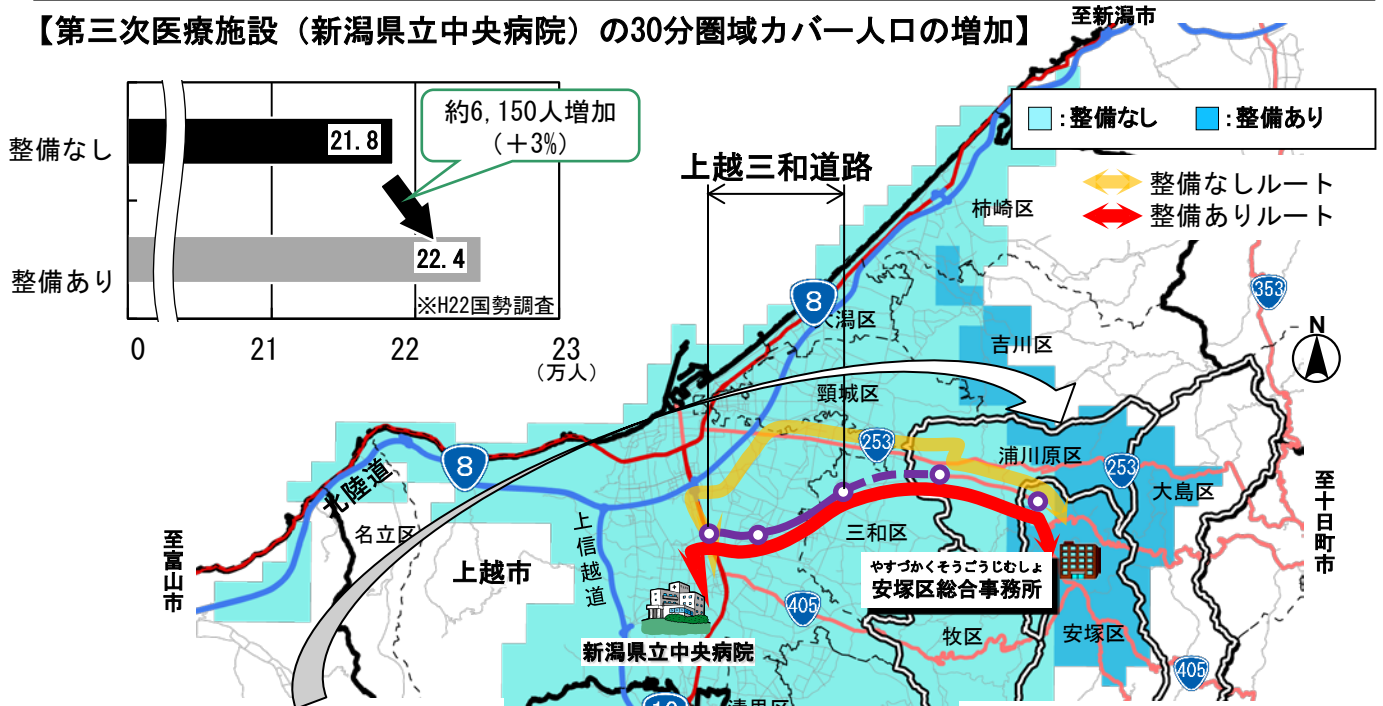 【第三次医療施設（新潟県立中央病院）の30分圏域カバー人口の増加】
至新潟市
整備なし
21.8
約6,150人増加
（＋3%）
整備あり
22.4
※H22国勢調査
0
21
22
23
（万人）
：整備なし
：整備あり
整備なしルート
整備ありルート
上越三和道路
柿崎区
8
大潟区
353
N
吉川区
頸城区
253
浦川原区
253
大島区
8
北陸道
名立区
上越市
上信越道
三和区
やすづかくそうごうじむしょ
安塚区総合事務所
至富山市
至十日町市
405
牧区
安塚区
新潟県立中央病院
405
清里区